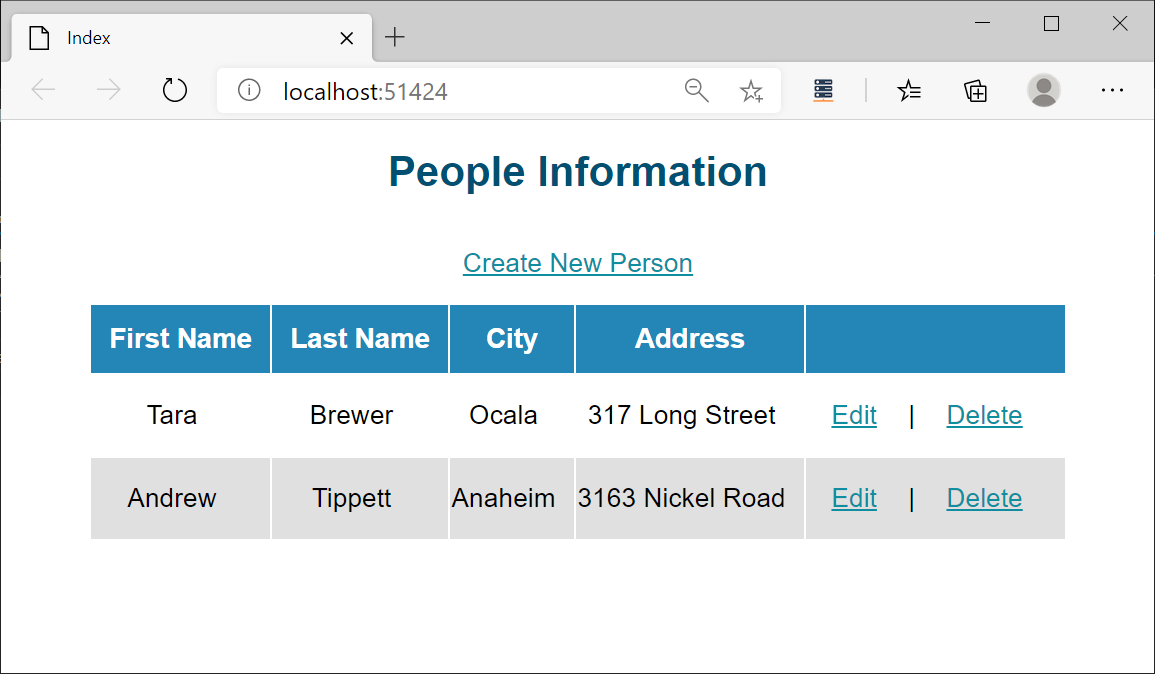 Index
localhost:51424
People Information
Create New Person
First Name Last Name City Address
Tara Brewer Ocala 317 Long Street Edit | Delete
Andrew Tippett Anaheim 3163 Nickel Road Edit | Delete